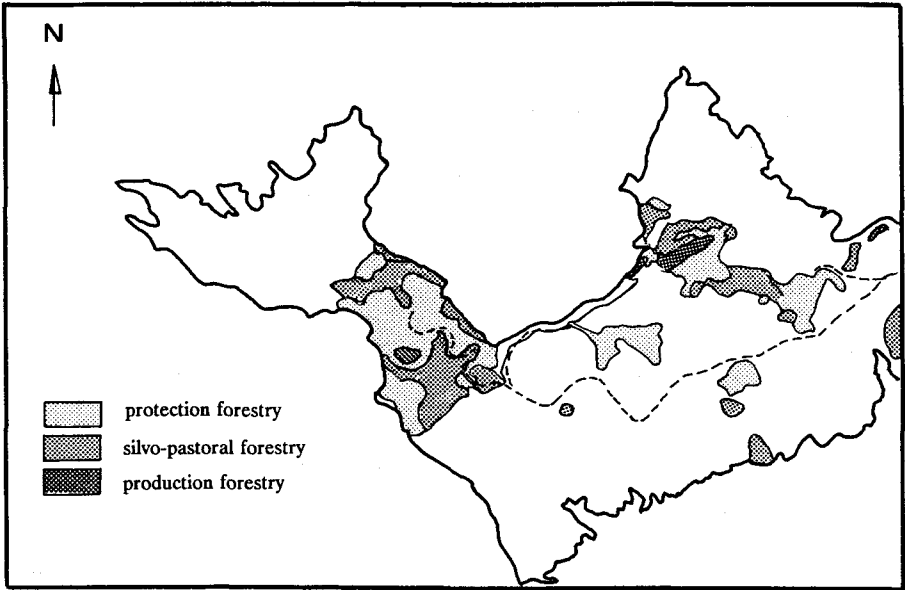 N
protection forestry
silvo-pastoral forestry
production forestry